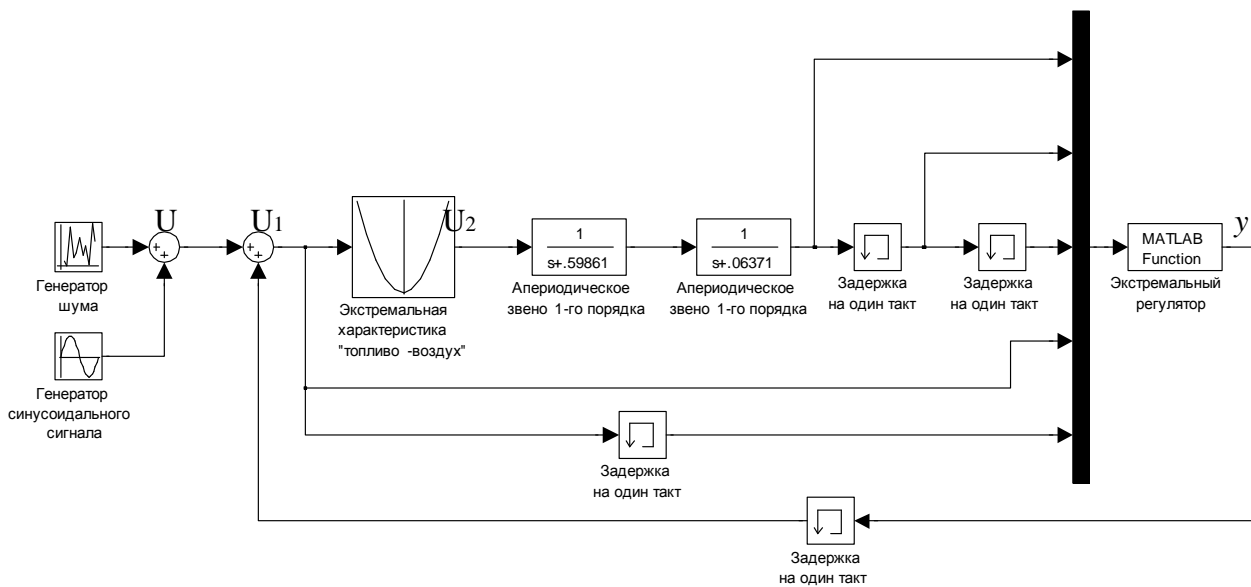 U
U1
U2
y
Генератор
шума
Генератор
синусоидального
сигнала
Экстремальная
характеристика
"топливо -воздух"
1
s+.59861
Апериодическое
звено 1-го порядка
1
s+.06371
Апериодическое
звено 1-го порядка
Задержка
на один такт
Задержка
на один такт
MATLAB
Function
Экстремальный
регулятор
Задержка
на один такт
Задержка
на один такт